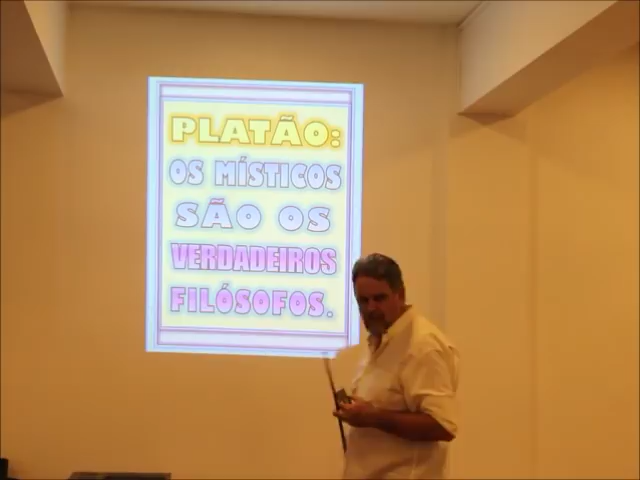 PLATÃO:
OS MÍSTICOS
SÃO OS
VERDADEIROS
FILÓSOFOS.